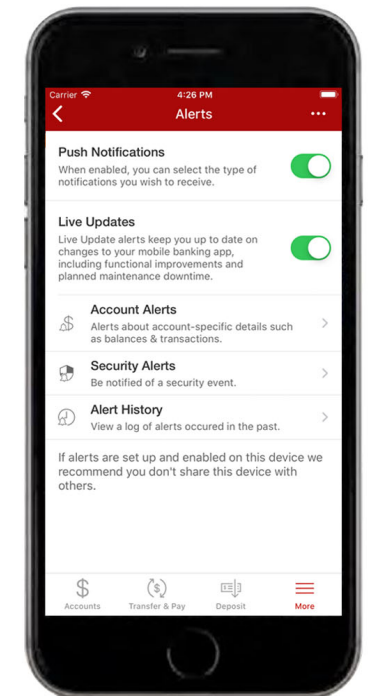 Carrier 4:26 PM
Alerts
Push Notifications
When enabled, you can select the type of
notifications you wish to receive.
Live Updates
Live Update alerts keep you up to date on
changes to your mobile banking app,
including functional improvements and
planned maintenance downtime.
Account Alerts
Alerts about account-specific details such
as balances & transactions.
Security Alerts
Be notified of a security event.
Alert History
View a log of alerts occured in the past.
If alerts are set up and enabled on this device we
recommend you don't share this device with
others.
Accounts Transfer & Pay Deposit More